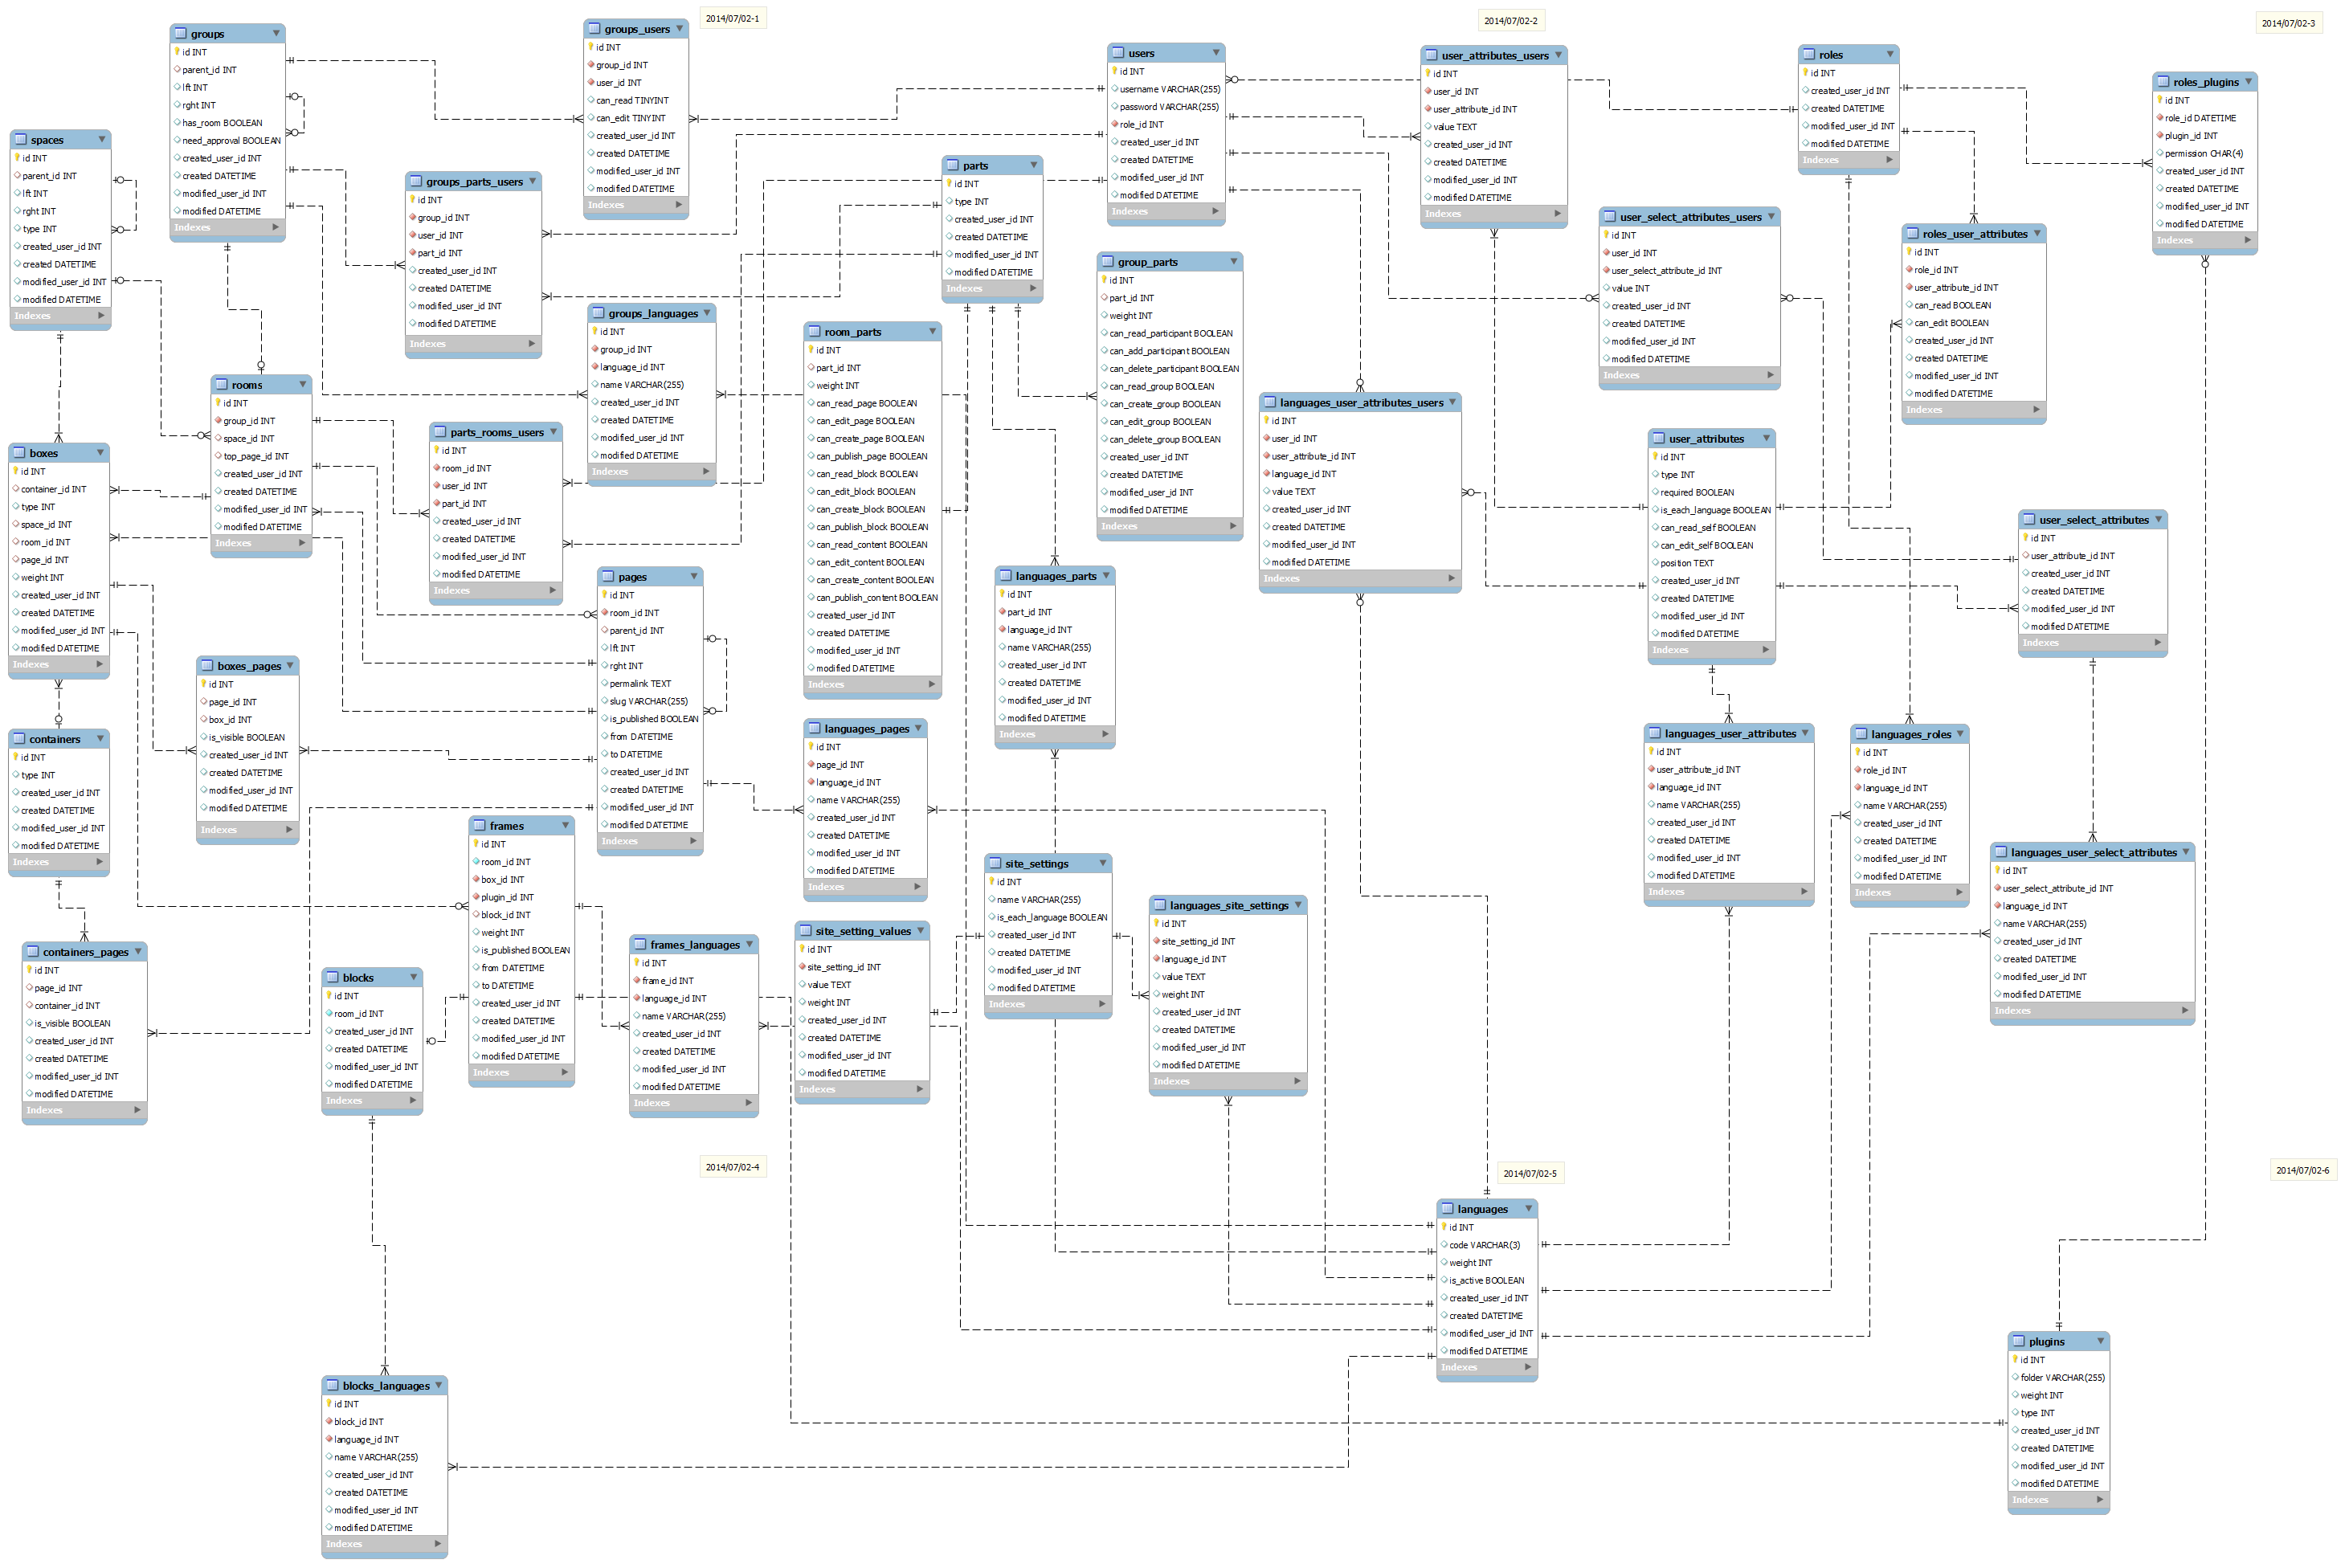 2014/07/02-1
2014/07/02-2
2014/07/02-3
groups
id INT
parent_id INT
lft INT
rght INT
has_room BOOLEAN
need_approval BOOLEAN
created_user_id INT
created DATETIME
modified_user_id INT
modified DATETIME
Indexes
groups_users
id INT
group_id INT
user_id INT
can_read TINYINT
can_edit TINYINT
created_user_id INT
created DATETIME
modified_user_id INT
modified DATETIME
Indexes
users
id INT
username VARCHAR(255)
password VARCHAR(255)
role_id INT
created_user_id INT
created DATETIME
modified_user_id INT
modified DATETIME
Indexes
user_attributes_users
id INT
user_id INT
user_attribute_id INT
value TEXT
created_user_id INT
created DATETIME
modified_user_id INT
modified DATETIME
Indexes
roles
id INT
created_user_id INT
created DATETIME
modified_user_id INT
modified DATETIME
Indexes
roles_plugins
id INT
role_id DATETIME
plugin_id INT
permission CHAR(4)
created_user_id INT
created DATETIME
modified_user_id INT
modified DATETIME
Indexes
spaces
id INT
parent_id INT
lft INT
rght INT
type INT
created_user_id INT
created DATETIME
modified_user_id INT
modified DATETIME
Indexes
groups_parts_users
id INT
group_id INT
user_id INT
part_id INT
created_user_id INT
created DATETIME
modified_user_id INT
modified DATETIME
Indexes
parts
id INT
type INT
created_user_id INT
created DATETIME
modified_user_id INT
modified DATETIME
Indexes
user_select_attributes_users
id INT
user_id INT
user_select_attribute_id INT
value INT
created_user_id INT
created DATETIME
modified_user_id INT
modified DATETIME
Indexes
roles_user_attributes
id INT
role_id INT
user_attribute_id INT
can_read BOOLEAN
can_edit BOOLEAN
created_user_id INT
created DATETIME
modified_user_id INT
modified DATETIME
Indexes
group_parts
id INT
part_id INT
weight INT
can_read_participant BOOLEAN
can_add_participant BOOLEAN
can_delete_participant BOOLEAN
can_read_group BOOLEAN
can_create_group BOOLEAN
can_edit_group BOOLEAN
can_delete_group BOOLEAN
created_user_id INT
created DATETIME
modified_user_id INT
modified DATETIME
Indexes
groups_languages
id INT
group_id INT
language_id INT
name VARCHAR(255)
created_user_id INT
created DATETIME
modified_user_id INT
modified DATETIME
Indexes
room_parts
id INT
part_id INT
weight INT
can_read_page BOOLEAN
can_edit_page BOOLEAN
can_create_page BOOLEAN
can_publish_page BOOLEAN
can_read_block BOOLEAN
can_edit_block BOOLEAN
can_create_block BOOLEAN
can_publish_block BOOLEAN
can_read_content BOOLEAN
can_edit_content BOOLEAN
can_create_content BOOLEAN
can_publish_content BOOLEAN
created_user_id INT
created DATETIME
modified_user_id INT
modified DATETIME
Indexes
rooms
id INT
group_id INT
space_id INT
top_page_id INT
created_user_id INT
created DATETIME
modified_user_id INT
modified DATETIME
Indexes
parts_rooms_users
id INT
room_id INT
user_id INT
part_id INT
created_user_id INT
created DATETIME
modified_user_id INT
modified DATETIME
Indexes
languages_user_attributes_users
id INT
user_id INT
user_attribute_id INT
language_id INT
value TEXT
created_user_id INT
created DATETIME
modified_user_id INT
modified DATETIME
Indexes
user_attributes
id INT
type INT
required BOOLEAN
is_each_language BOOLEAN
can_read_self BOOLEAN
can_edit_self BOOLEAN
position TEXT
created_user_id INT
created DATETIME
modified_user_id INT
modified DATETIME
Indexes
user_select_attributes
id INT
user_attribute_id INT
created_user_id INT
created DATETIME
modified_user_id INT
modified DATETIME
Indexes
boxes
id INT
container_id INT
type INT
space_id INT
room_id INT
page_id INT
weight INT
created_user_id INT
created DATETIME
modified_user_id INT
modified DATETIME
Indexes
pages
id INT
room_id INT
parent_id INT
lft INT
rght INT
permalink TEXT
slug VARCHAR(255)
is_published BOOLEAN
from DATETIME
to DATETIME
created_user_id INT
created DATETIME
modified_user_id INT
modified DATETIME
Indexes
languages_parts
id INT
part_id INT
language_id INT
name VARCHAR(255)
created_user_id INT
created DATETIME
modified_user_id INT
modified DATETIME
Indexes
boxes_pages
id INT
page_id INT
box_id INT
is_visible BOOLEAN
created_user_id INT
created DATETIME
modified_user_id INT
modified DATETIME
Indexes
containers
id INT
type INT
created_user_id INT
created DATETIME
modified_user_id INT
modified DATETIME
Indexes
languages_pages
id INT
page_id INT
language_id INT
name VARCHAR(255)
created_user_id INT
created DATETIME
modified_user_id INT
modified DATETIME
Indexes
languages_user_attributes
id INT
user_attribute_id INT
language_id INT
name VARCHAR(255)
created_user_id INT
created DATETIME
modified_user_id INT
modified DATETIME
Indexes
languages_roles
id INT
role_id INT
language_id INT
name VARCHAR(255)
created_user_id INT
created DATETIME
modified_user_id INT
modified DATETIME
Indexes
frames
id INT
room_id INT
box_id INT
plugin_id INT
block_id INT
weight INT
is_published BOOLEAN
from DATETIME
to DATETIME
created_user_id INT
created DATETIME
modified_user_id INT
modified DATETIME
Indexes
site_settings
id INT
name VARCHAR(255)
is_each_language BOOLEAN
created_user_id INT
created DATETIME
modified_user_id INT
modified DATETIME
Indexes
languages_user_select_attributes
id INT
user_select_attribute_id INT
language_id INT
name VARCHAR(255)
created_user_id INT
created DATETIME
modified_user_id INT
modified DATETIME
Indexes
languages_site_settings
id INT
site_setting_id INT
language_id INT
value TEXT
weight INT
created_user_id INT
created DATETIME
modified_user_id INT
modified DATETIME
Indexes
site_setting_values
id INT
site_setting_id INT
value TEXT
weight INT
created_user_id INT
created DATETIME
modified_user_id INT
modified DATETIME
Indexes
containers_pages
id INT
page_id INT
container_id INT
is_visible BOOLEAN
created_user_id INT
created DATETIME
modified_user_id INT
modified DATETIME
Indexes
frames_languages
id INT
frame_id INT
language_id INT
name VARCHAR(255)
created_user_id INT
created DATETIME
modified_user_id INT
modified DATETIME
Indexes
blocks
id INT
room_id INT
created_user_id INT
created DATETIME
modified_user_id INT
modified DATETIME
Indexes
2014/07/02-4
2014/07/02-5
2014/07/02-6
languages
id INT
code VARCHAR(3)
weight INT
is_active BOOLEAN
created_user_id INT
created DATETIME
modified_user_id INT
modified DATETIME
Indexes
plugins
id INT
folder VARCHAR(255)
weight INT
type INT
created_user_id INT
created DATETIME
modified_user_id INT
modified DATETIME
Indexes
blocks_languages
id INT
block_id INT
language_id INT
name VARCHAR(255)
created_user_id INT
created DATETIME
modified_user_id INT
modified DATETIME
Indexes